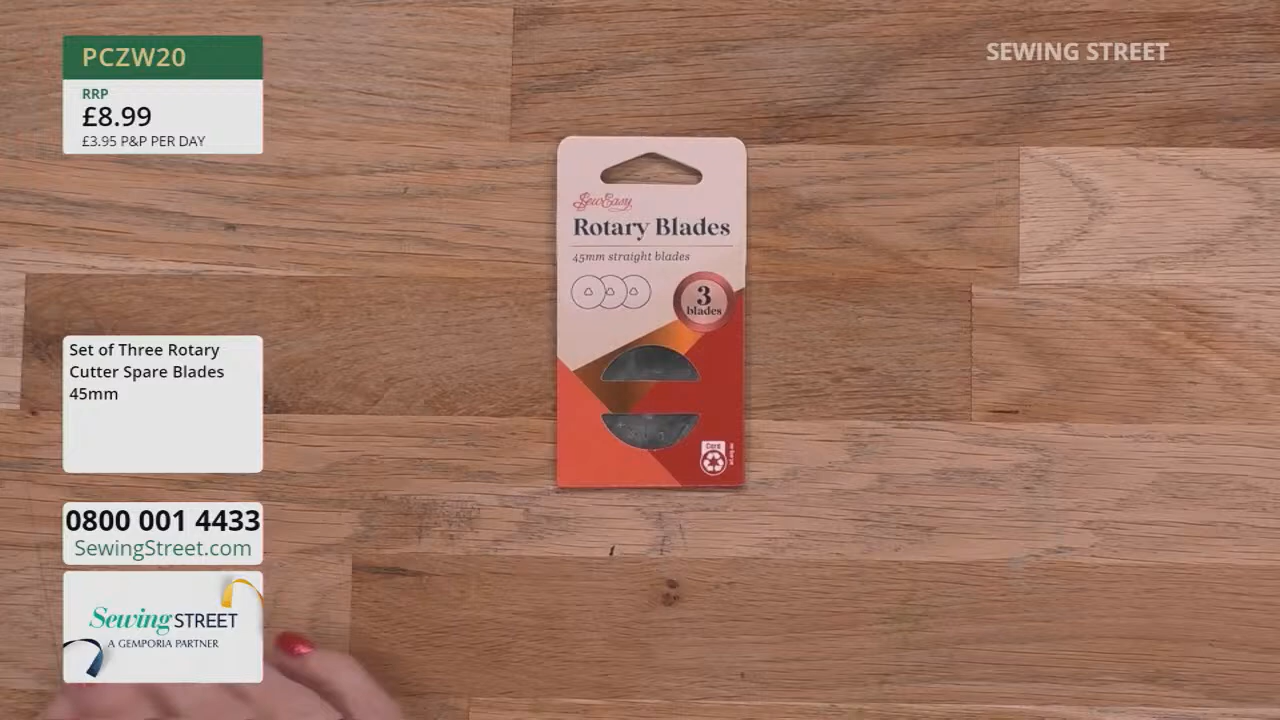 PCZW20
RRP
£8.99
£3.95 P&P PER DAY
SEWING STREET
SewEasy
Rotary Blades
45mm straight blades
3
blades
Card
Set of Three Rotary
Cutter Spare Blades
45mm
0800 001 4433
SewingStreet.com
Sewing STREET
A GEMPORIA PARTNER